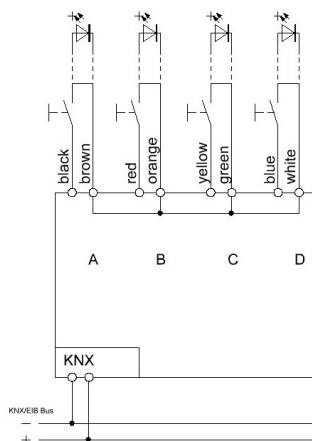 black
brown
red
orange
yellow
green
blue
white
A
B
C
D
KNX
KNX/EIB Bus
—
+